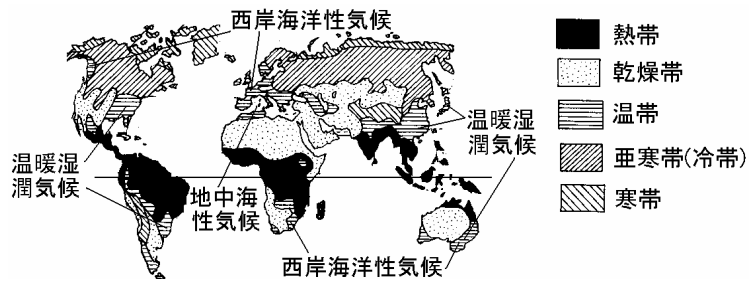 西岸海洋性気候
温暖湿
潤気候
地中海
性気候
西岸海洋性気候
温暖湿
潤気候
熱帯
乾燥帯
温帯
亜寒帯(冷帯)
寒帯